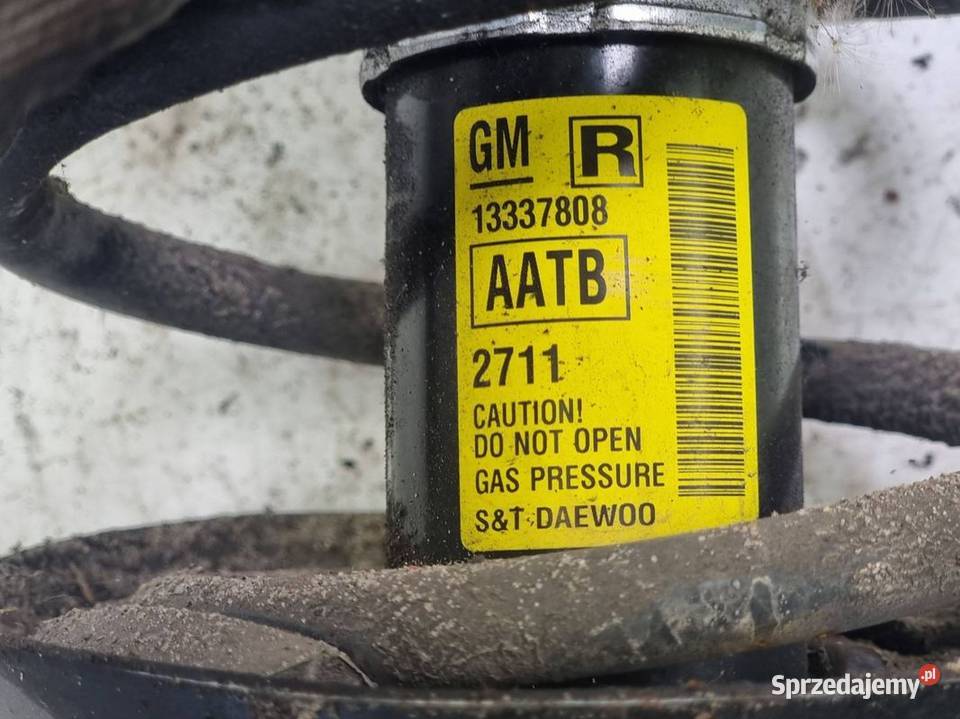 GM R
13337808
AATB
2711
CAUTION!
DO NOT OPEN
GAS PRESSURE
S&T DAEWOO
Sprzedajemy.pl